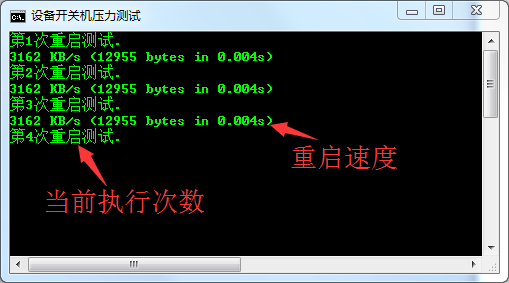 设备开关机压力测试
第1次重启测试.
3162 KB/s (12955 bytes in 0.004s)
第2次重启测试.
3162 KB/s (12955 bytes in 0.004s)
第3次重启测试.
3162 KB/s (12955 bytes in 0.004s)
第4次重启测试.
重启速度
当前执行次数